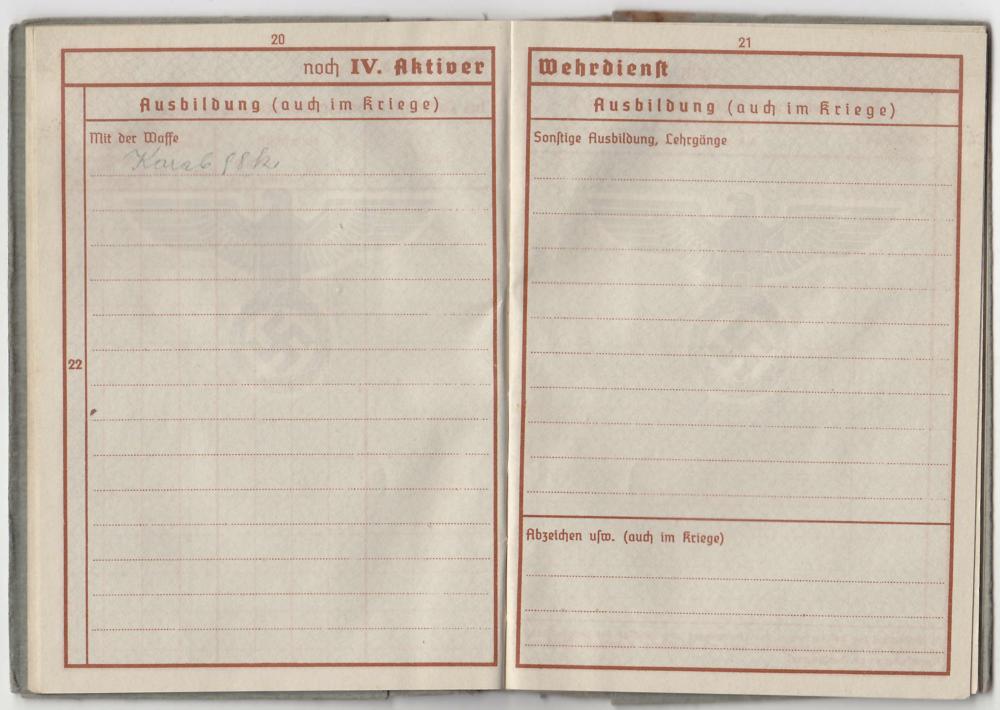 20
noch IV. Aktiver
Ausbildung (auch im Kriege)
Mit der Waffe
Karab 98k.
22
21
Wehrdienst
Ausbildung (auch im Kriege)
Sonstige Ausbildung, Lehrgänge
Abzeichen usw. (auch im Kriege)